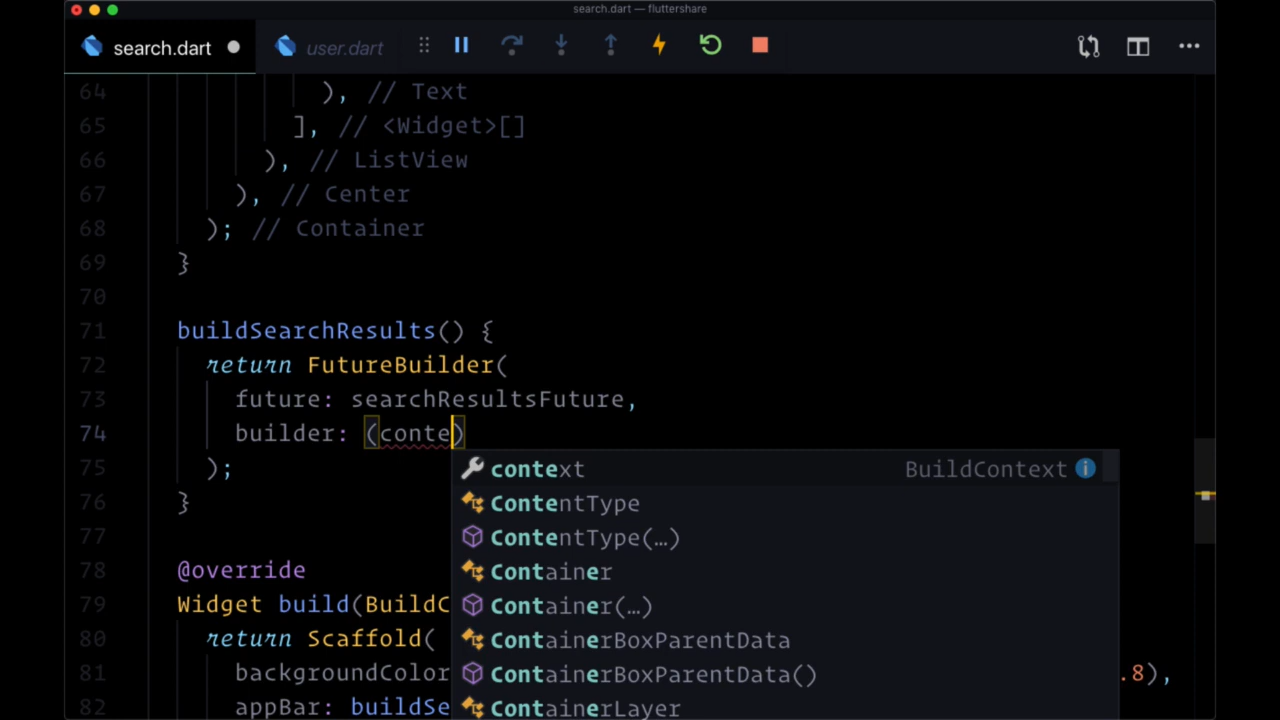 search.dart — fluttershare
search.dart user.dart
64 ), // Text
65 ], // <Widget>[]
66 ), // ListView
67 ), // Center
68 ); // Container
69 }
70
71 buildSearchResults() {
72 return FutureBuilder(
73 future: searchResultsFuture,
74 builder: (conte)
75 );
context BuildContext
76 }
ContentType
77
ContentType(…)
78 @override
Container
79 Widget build(BuildC
Container(…)
80 return Scaffold(
ContainerBoxParentData
81 backgroundColor .8),
ContainerBoxParentData()
82 appBar: buildSe
ContainerLayer